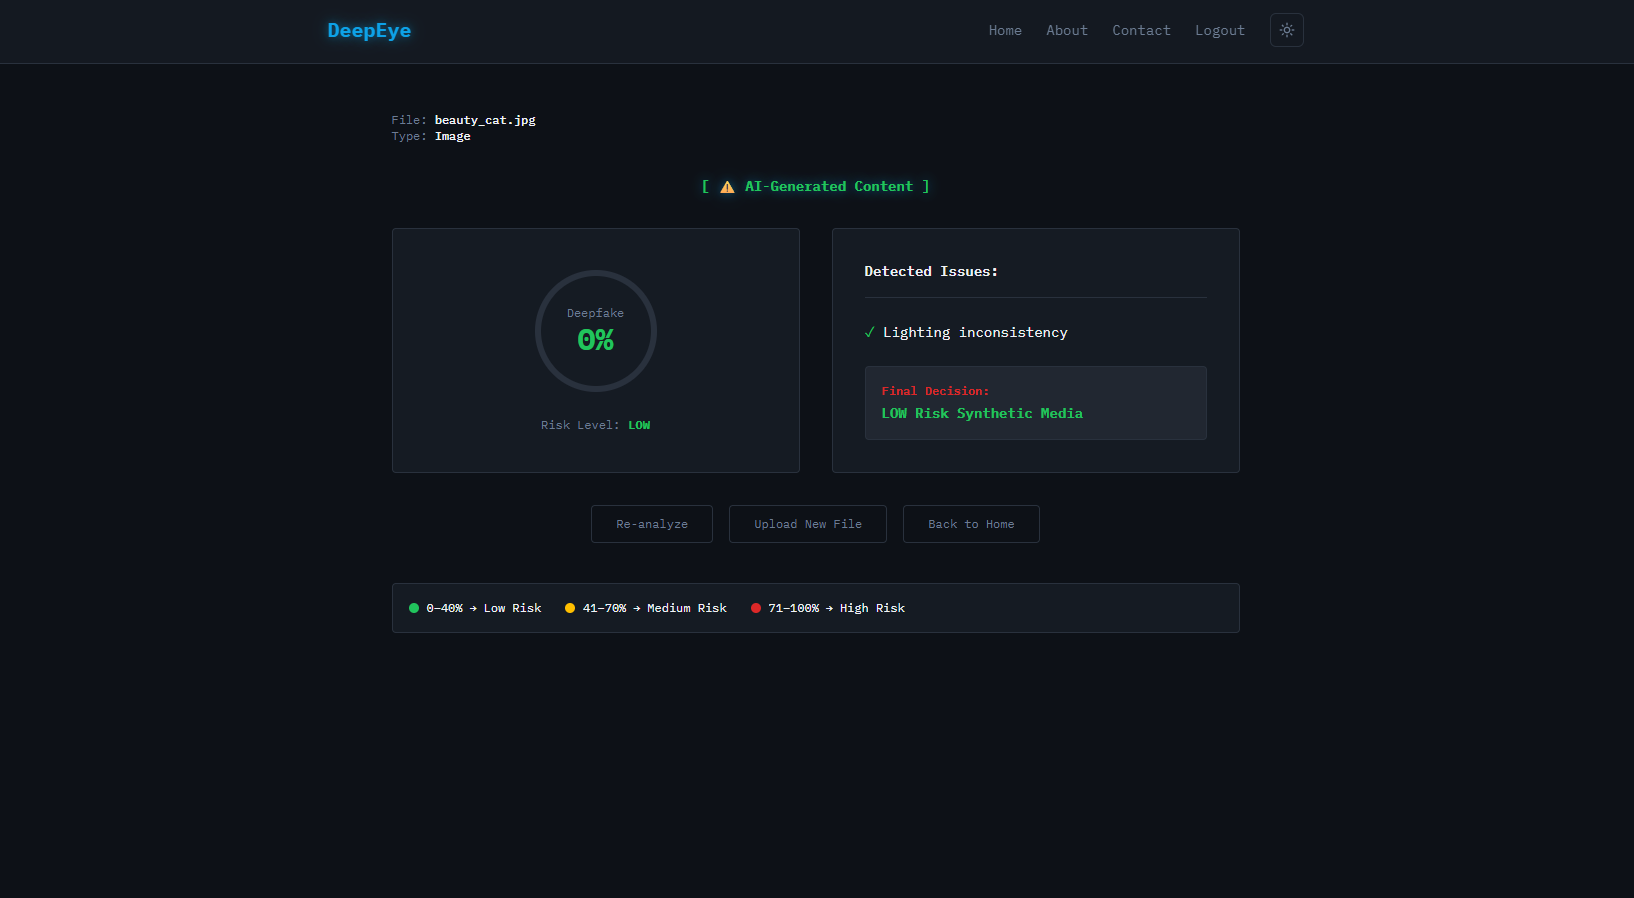 DeepEye
Home About Contact Logout
File: beauty_cat.jpg
Type: Image
[ ⚠ AI-Generated Content ]
Deepfake
0%
Risk Level: LOW
Detected Issues:
✓ Lighting inconsistency
Final Decision:
LOW Risk Synthetic Media
Re-analyze Upload New File Back to Home
0–40% → Low Risk 41–70% → Medium Risk 71–100% → High Risk